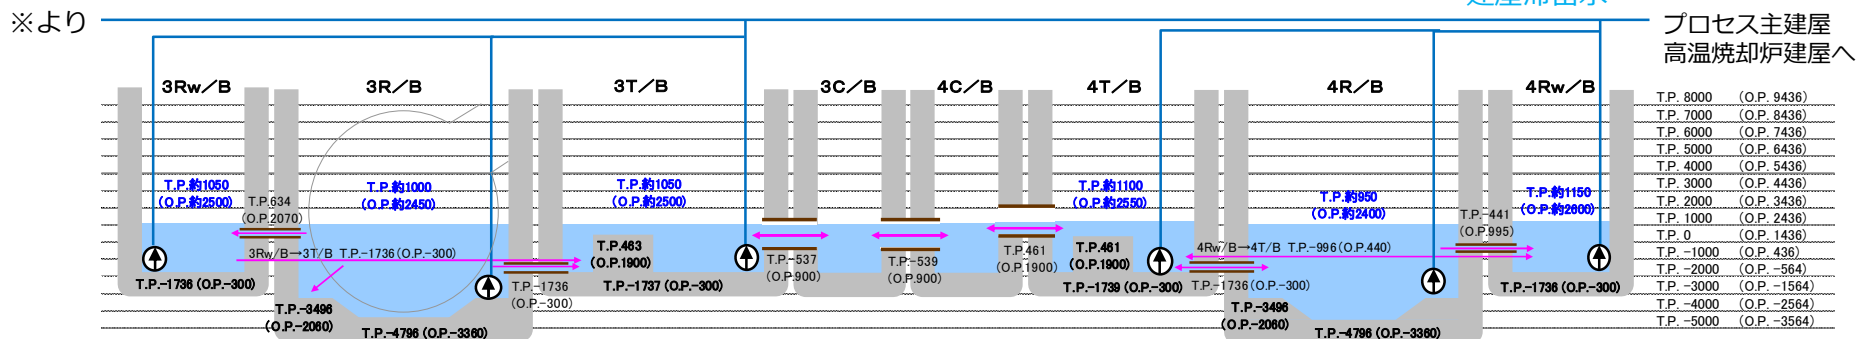 ※より
プロセス主建屋
高温焼却炉建屋へ
3Rw／B
3R／B
3T／B
3C／B
4C／B
4T／B
4R／B
4Rw／B
T.P. 8000 (O.P. 9436)
T.P. 7000 (O.P. 8436)
T.P. 6000 (O.P. 7436)
T.P. 5000 (O.P. 6436)
T.P. 4000 (O.P. 5436)
T.P. 3000 (O.P. 4436)
T.P. 2000 (O.P. 3436)
T.P. 1000 (O.P. 2436)
T.P. 0 (O.P. 1436)
T.P. -1000 (O.P. 436)
T.P. -2000 (O.P. -564)
T.P. -3000 (O.P. -1564)
T.P. -4000 (O.P. -2564)
T.P. -5000 (O.P. -3564)
T.P.約1050
(O.P.約2500)
T.P.634
(O.P.2070)
T.P.約1000
(O.P.約2450)
T.P.約1050
(O.P.約2500)
T.P.約1100
(O.P.約2550)
T.P.約950
(O.P.約2400)
T.P.-441
(O.P.995)
T.P.約1150
(O.P.約2600)
3Rw/B→3T/B T.P.-1736(O.P.-300)
T.P.463
(O.P.1900)
T.P.-537
(O.P.900)
T.P.-539
(O.P.900)
T.P.461
(O.P.1900)
T.P.461
(O.P.1900)
4Rw/B→4T/B T.P.-996(O.P.440)
T.P.-1736 (O.P.-300)
T.P.-1736
(O.P.-300)
T.P.-1737 (O.P.-300)
T.P.-1739 (O.P.-300)
T.P.-1736(O.P.-300)
T.P.-1736 (O.P.-300)
T.P.-3496
(O.P.-2060)
T.P.-4796 (O.P.-3360)
T.P.-3496
(O.P.-2060)
T.P.-4796 (O.P.-3360)